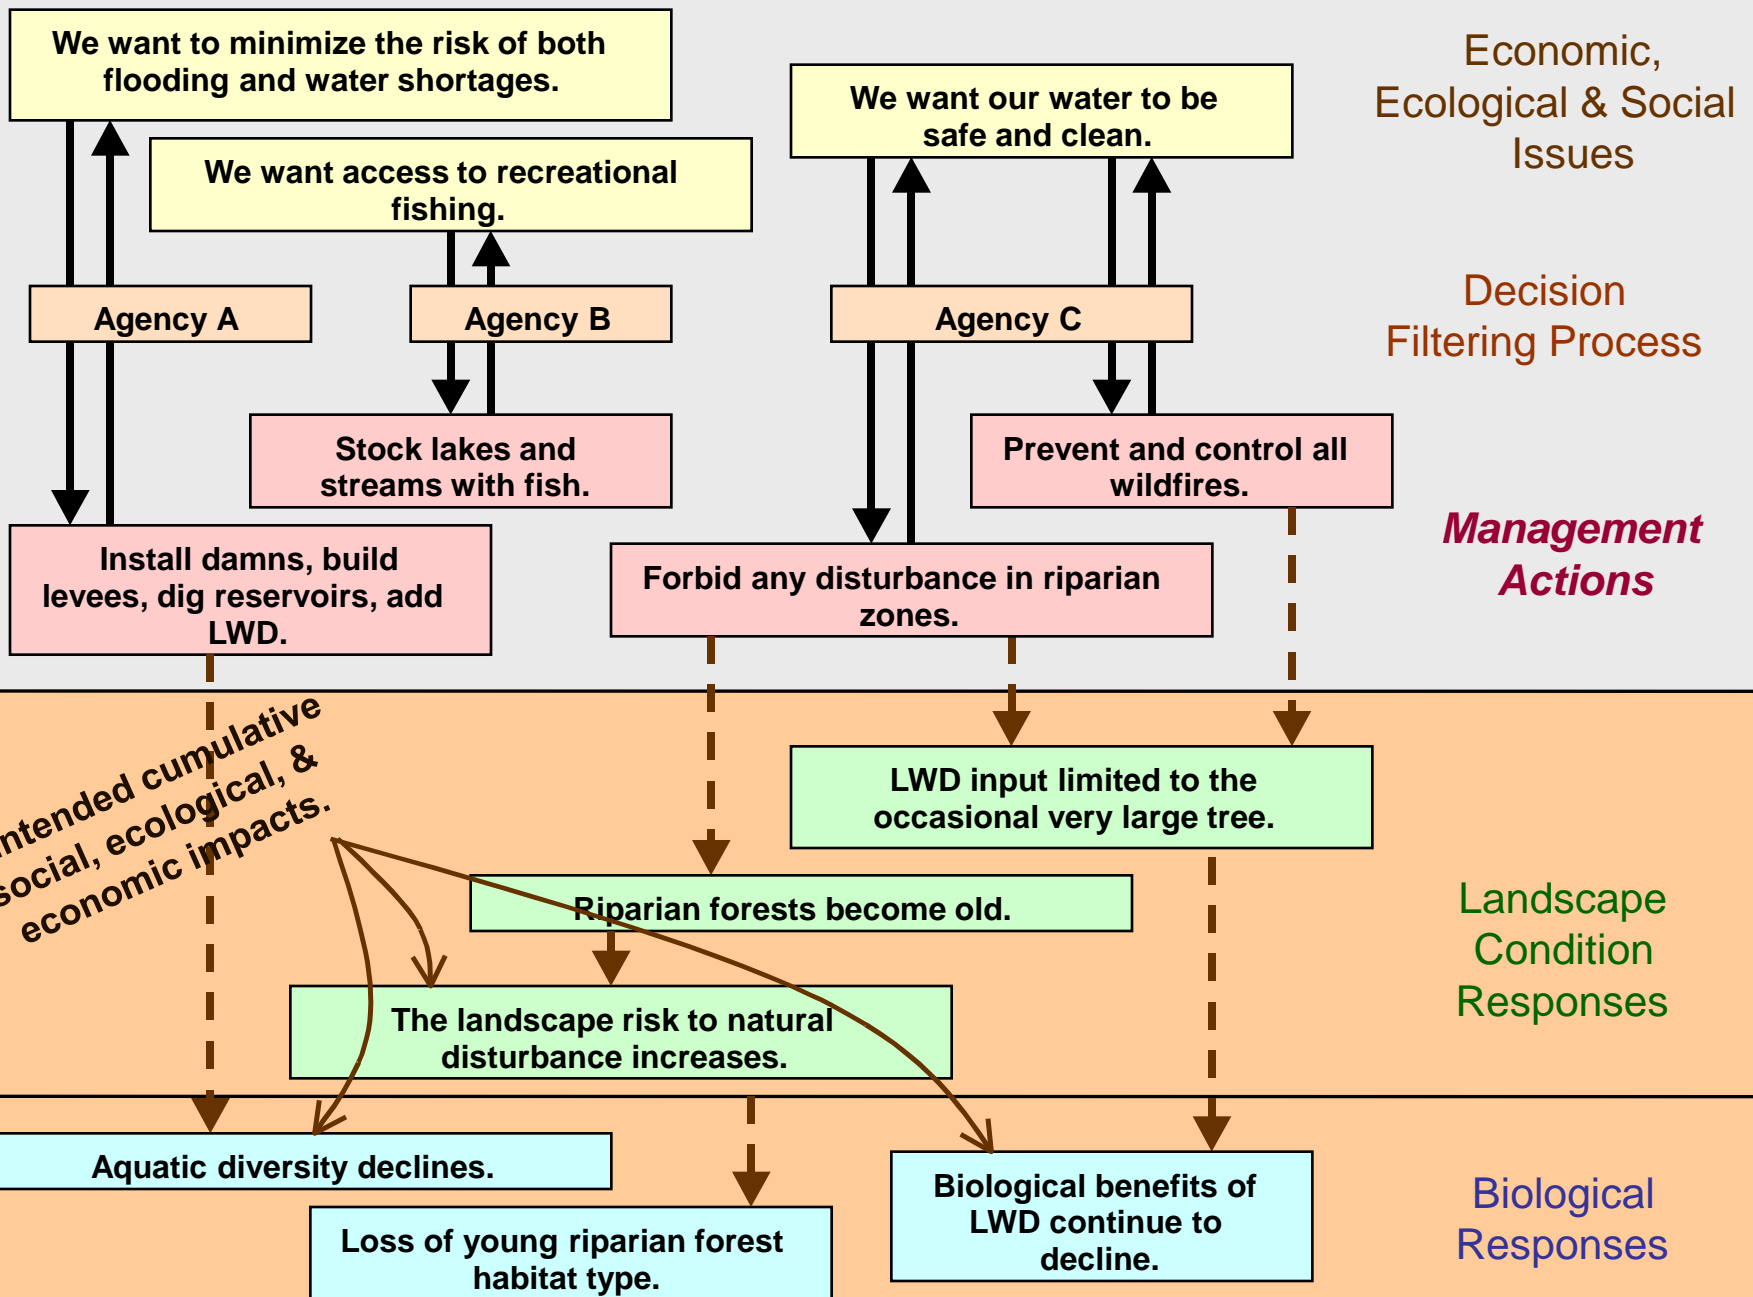 We want to minimize the risk of both
flooding and water shortages.
We want access to recreational
fishing.
We want our water to be
safe and clean.
Economic,
Ecological & Social
Issues
Agency A
Agency B
Agency C
Decision
Filtering Process
Stock lakes and
streams with fish.
Prevent and control all
wildfires.
Install damns, build
levees, dig reservoirs, add
LWD.
Forbid any disturbance in riparian
zones.
Management
Actions
intended cumulative
social, ecological, &
economic impacts.
LWD input limited to the
occasional very large tree.
Riparian forests become old.
The landscape risk to natural
disturbance increases.
Landscape
Condition
Responses
Aquatic diversity declines.
Loss of young riparian forest
habitat type.
Biological benefits of
LWD continue to
decline.
Biological
Responses